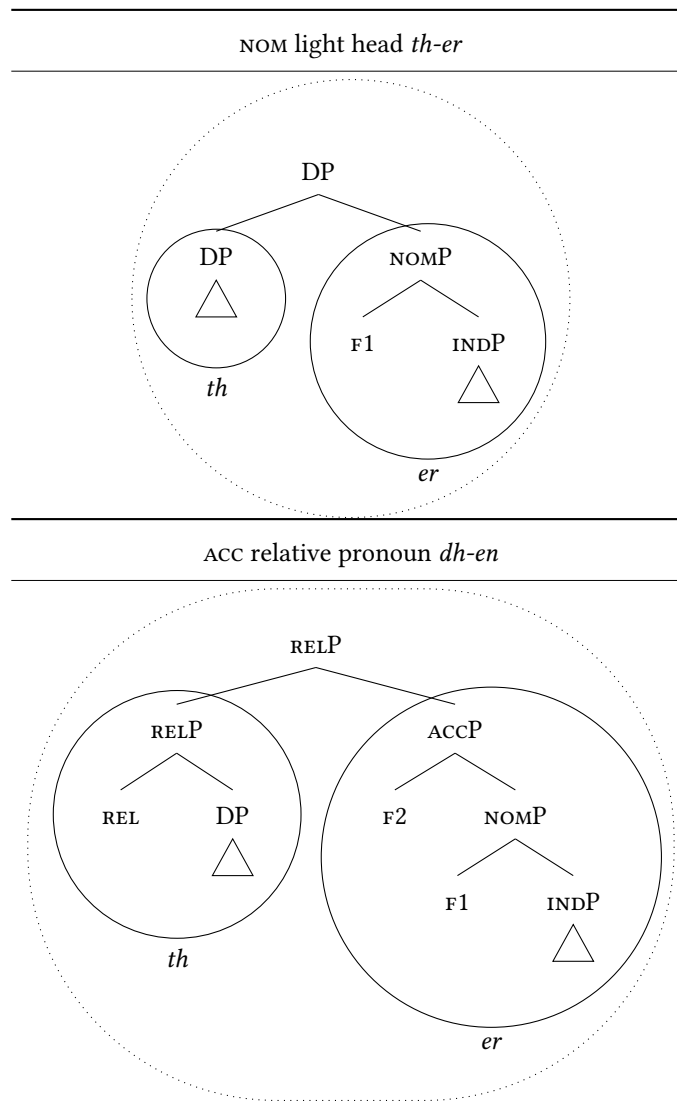 NOM light head th-er
DP
DP NOMP
F1 INDP
th
er
ACC relative pronoun dh-en
RELP
RELP ACCP
REL DP F2 NOMP
F1 INDP
th
er